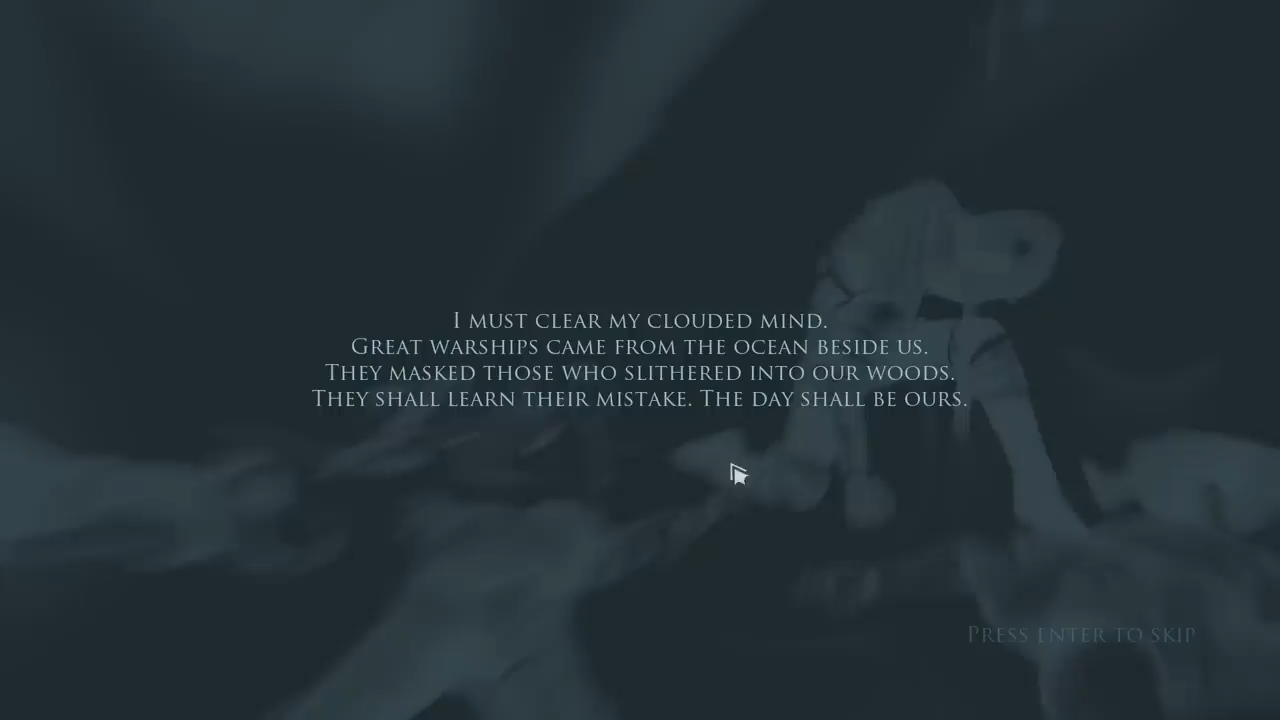 I must clear my clouded mind.
Great warships came from the ocean beside us.
They masked those who slithered into our woods.
They shall learn their mistake. The day shall be ours.
Press enter to skip